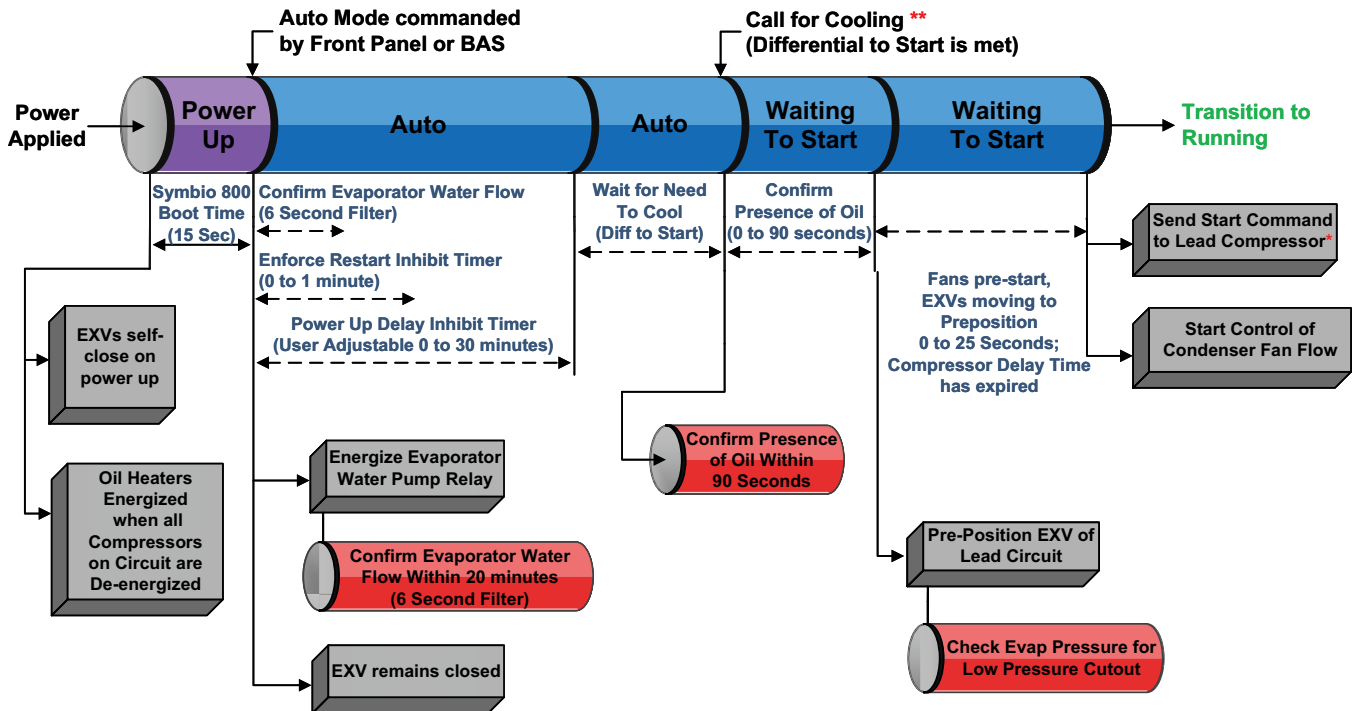 Auto Mode commanded
by Front Panel or BAS
Call for Cooling **
(Differential to Start is met)
Power
Applied
Power
Up
Auto
Auto
Waiting
To Start
Waiting
To Start
Transition to
Running
Symbio 800
Boot Time
(15 Sec)
Confirm Evaporator Water Flow
(6 Second Filter)
Enforce Restart Inhibit Timer
(0 to 1 minute)
Power Up Delay Inhibit Timer
(User Adjustable 0 to 30 minutes)
Wait for Need
To Cool
(Diff to Start)
Confirm
Presence of Oil
(0 to 90 seconds)
Fans pre-start,
EXVs moving to
Preposition
0 to 25 Seconds;
Compressor Delay Time
has expired
Send Start Command
to Lead Compressor*
Start Control of
Condenser Fan Flow
EXVs self-
close on
power up
Oil Heaters
Energized
when all
Compressors
on Circuit are
De-energized
Energize Evaporator
Water Pump Relay
Confirm Evaporator Water
Flow Within 20 minutes
(6 Second Filter)
EXV remains closed
Confirm Presence
of Oil Within
90 Seconds
Pre-Position EXV of
Lead Circuit
Check Evap Pressure for
Low Pressure Cutout